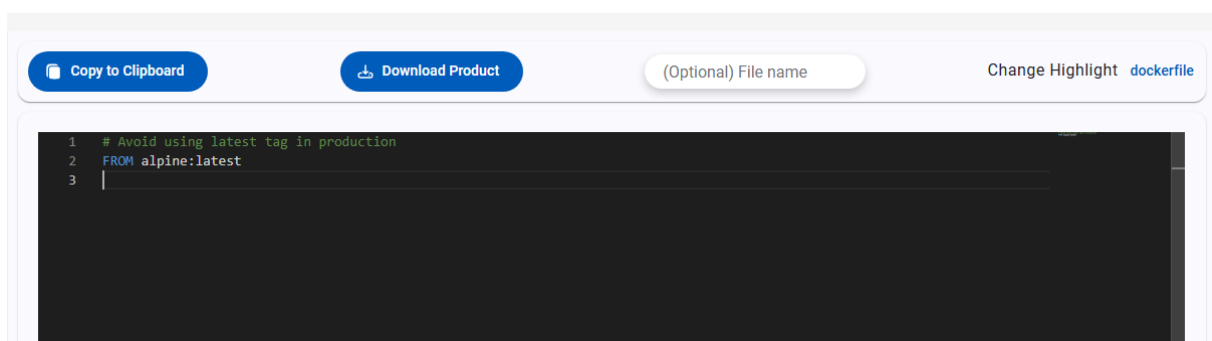 Copy to Clipboard
Download Product
(Optional) File name
Change Highlight dockerfile
1 # Avoid using latest tag in production
2 FROM alpine:latest
3